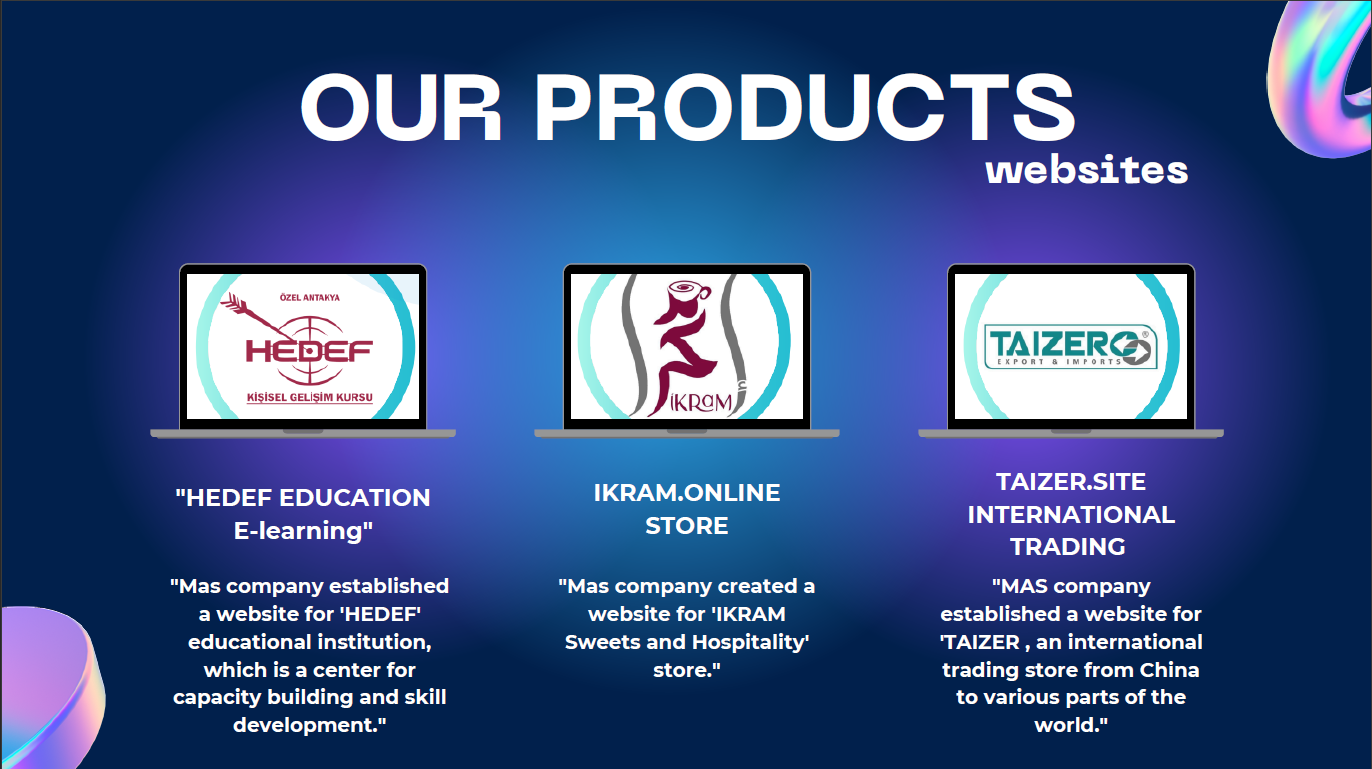 OUR PRODUCTS
websites
ÖZEL ANTAKYA
HEDEF
KİŞİSEL GELİŞİM KURSU
İKRaM
TAIZERO®
EXPORT & IMPORTS
"HEDEF EDUCATION
E-learning"
"Mas company established
a website for 'HEDEF'
educational institution,
which is a center for
capacity building and skill
development."
IKRAM.ONLINE
STORE
"Mas company created a
website for 'IKRAM
Sweets and Hospitality'
store."
TAIZER.SITE
INTERNATIONAL
TRADING
"MAS company
established a website for
'TAIZER , an international
trading store from China
to various parts of the
world."